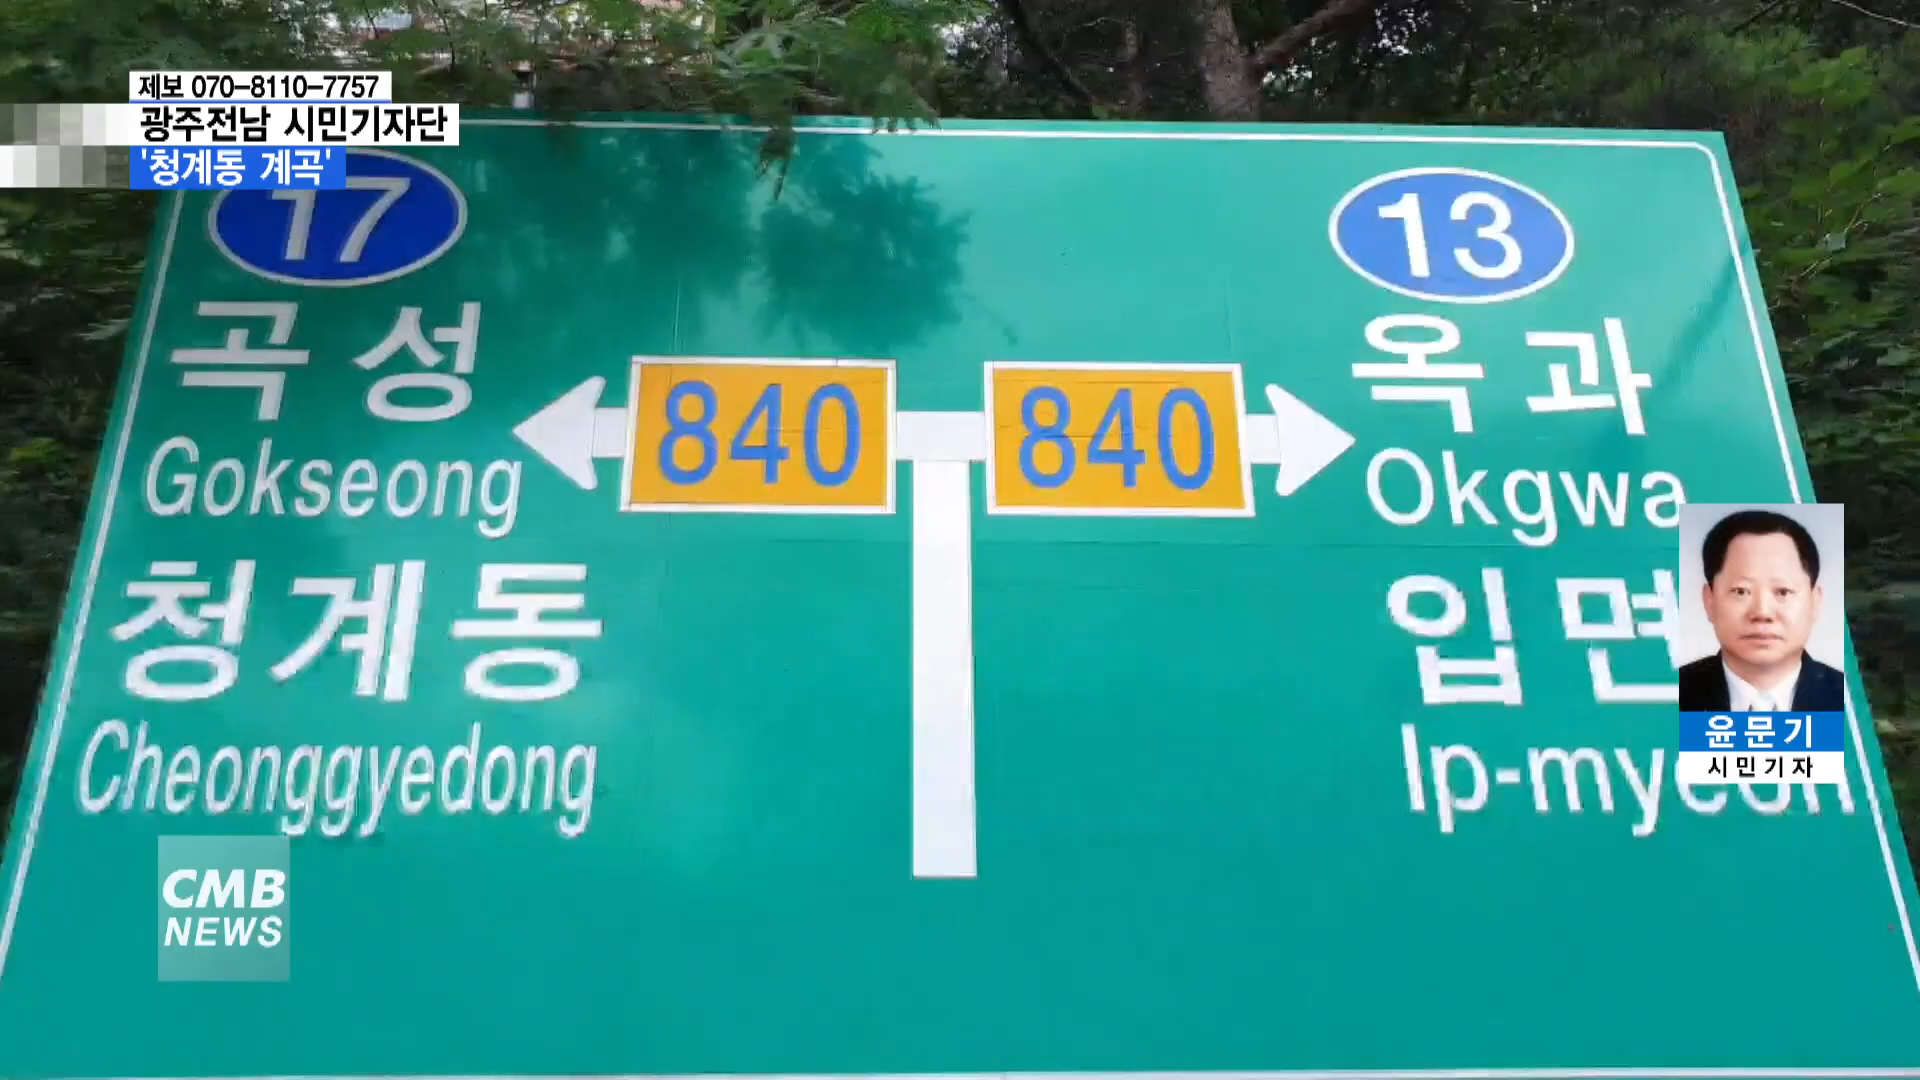 제보 070-8110-7757
광주전남 시민기자단
'청계동 계곡'
17
곡성
Gokseong
청계동
Cheonggyedong
840
840
13
옥과
Okgwa
입면
Ip-myeon
윤문기
시민기자
CMB
NEWS